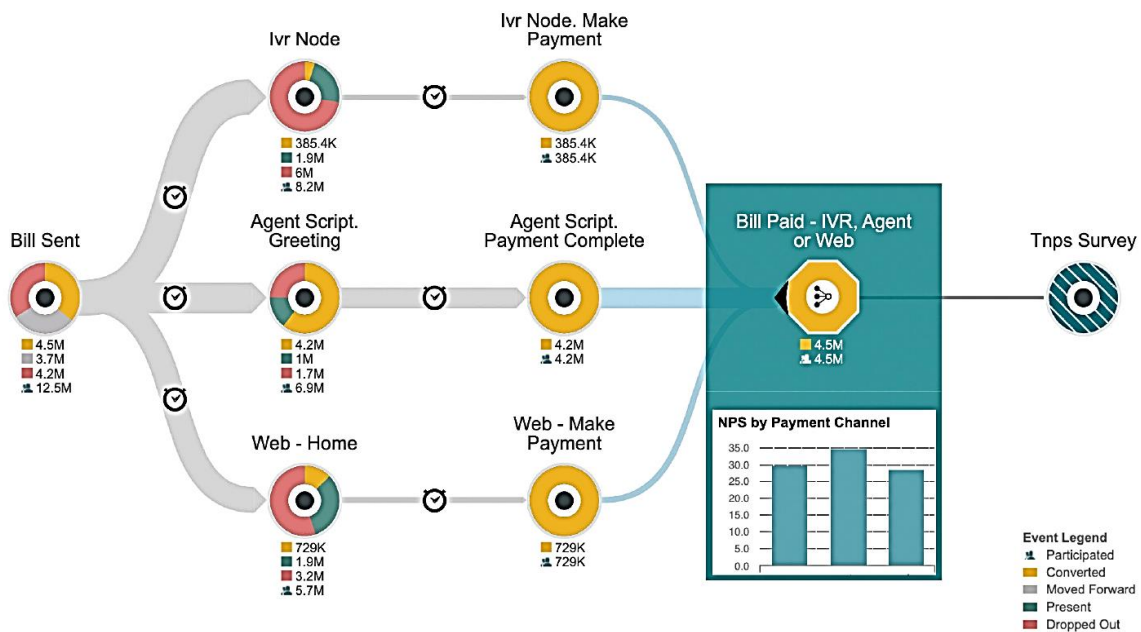 Ivr Node
385.4K
1.9M
6M
8.2M
Ivr Node. Make
Payment
385.4K
385.4K
Bill Sent
4.5M
3.7M
4.2M
12.5M
Agent Script.
Greeting
4.2M
1M
1.7M
6.9M
Agent Script.
Payment Complete
4.2M
4.2M
Bill Paid - IVR, Agent
or Web
4.5M
4.5M
Tnps Survey
Web - Home
729K
1.9M
3.2M
5.7M
Web - Make
Payment
729K
729K
NPS by Payment Channel
35.0
30.0
25.0
20.0
15.0
10.0
5.0
0.0
Event Legend
Participated
Converted
Moved Forward
Present
Dropped Out